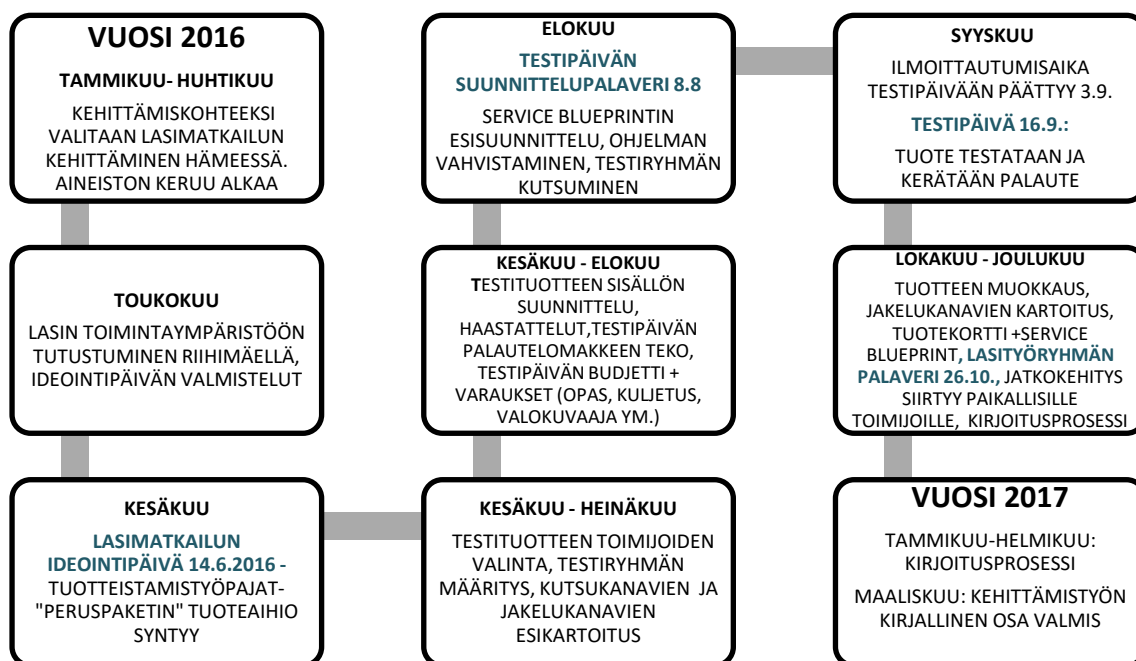 VUOSI 2016
TAMMIKUU- HUHTIKUU
KEHITTÄMISKOHTEEKSI
VALITAAN LASIMATKAILUN
KEHITTÄMINEN HÄMEESSÄ.
AINEISTON KERUU ALKAA
TOUKOKUU
LASIN TOIMINTAYMPÄRISTÖÖN
TUTUSTUMINEN RIIHIMÄELLÄ,
IDEOINTIPÄIVÄN VALMISTELUT
KESÄKUU
LASIMATKAILUN
IDEOINTIPÄIVÄ 14.6.2016 -
TUOTTEISTAMISTYÖPAJAT-
"PERUSPAKETIN" TUOTEAIHIO
SYNTYY
KESÄKUU - HEINÄKUU
TESTITUOTTEEN TOIMIJOIDEN
VALINTA, TESTIRYHMÄN
MÄÄRITYS, KUTSUKANAVIEN JA
JAKELUKANAVIEN
ESIKARTOITUS
KESÄKUU - ELOKUU
TESTITUOTTEEN SISÄLLÖN
SUUNNITTELU,
HAASTATTELUT,TESTIPÄIVÄN
PALAUTELOMAKKEEN TEKO,
TESTIPÄIVÄN BUDJETTI +
VARAUKSET (OPAS, KULJETUS,
VALOKUVAAJA YM.)
ELOKUU
TESTIPÄIVÄN
SUUNNITTELUPALAVERI 8.8
SERVICE BLUEPRINTIN
ESISUUNNITTELU, OHJELMAN
VAHVISTAMINEN, TESTIRYHMÄN
KUTSUMINEN
SYYSKUU
ILMOITTAUTUMISAIKA
TESTIPÄIVÄÄN PÄÄTTYY 3.9.
TESTIPÄIVÄ 16.9.:
TUOTE TESTATAAN JA
KERÄTÄÄN PALAUTE
LOKAKUU - JOULUKUU
TUOTTEEN MUOKKAUS,
JAKELUKANAVIEN KARTOITUS,
TUOTEKORTTI +SERVICE
BLUEPRINT, LASITYÖRYHMÄN
PALAVERI 26.10., JATKOKEHITYS
SIIRTYY PAIKALLISILLE
TOIMIJOILLE, KIRJOITUSPROSESSI
VUOSI 2017
TAMMIKUU-HELMIKUU:
KIRJOITUSPROSESSI
MAALISKUU: KEHITTÄMISTYÖN
KIRJALLINEN OSA VALMIS